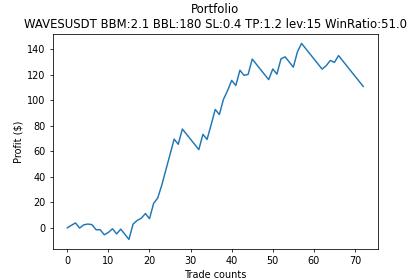 Portfolio
WAVESUSDT BBM:2.1 BBL:180 SL:0.4 TP:1.2 lev:15 WinRatio:51.0
140
120
100
80
60
40
20
0
Profit ($)
0 10 20 30 40 50 60 70
Trade counts